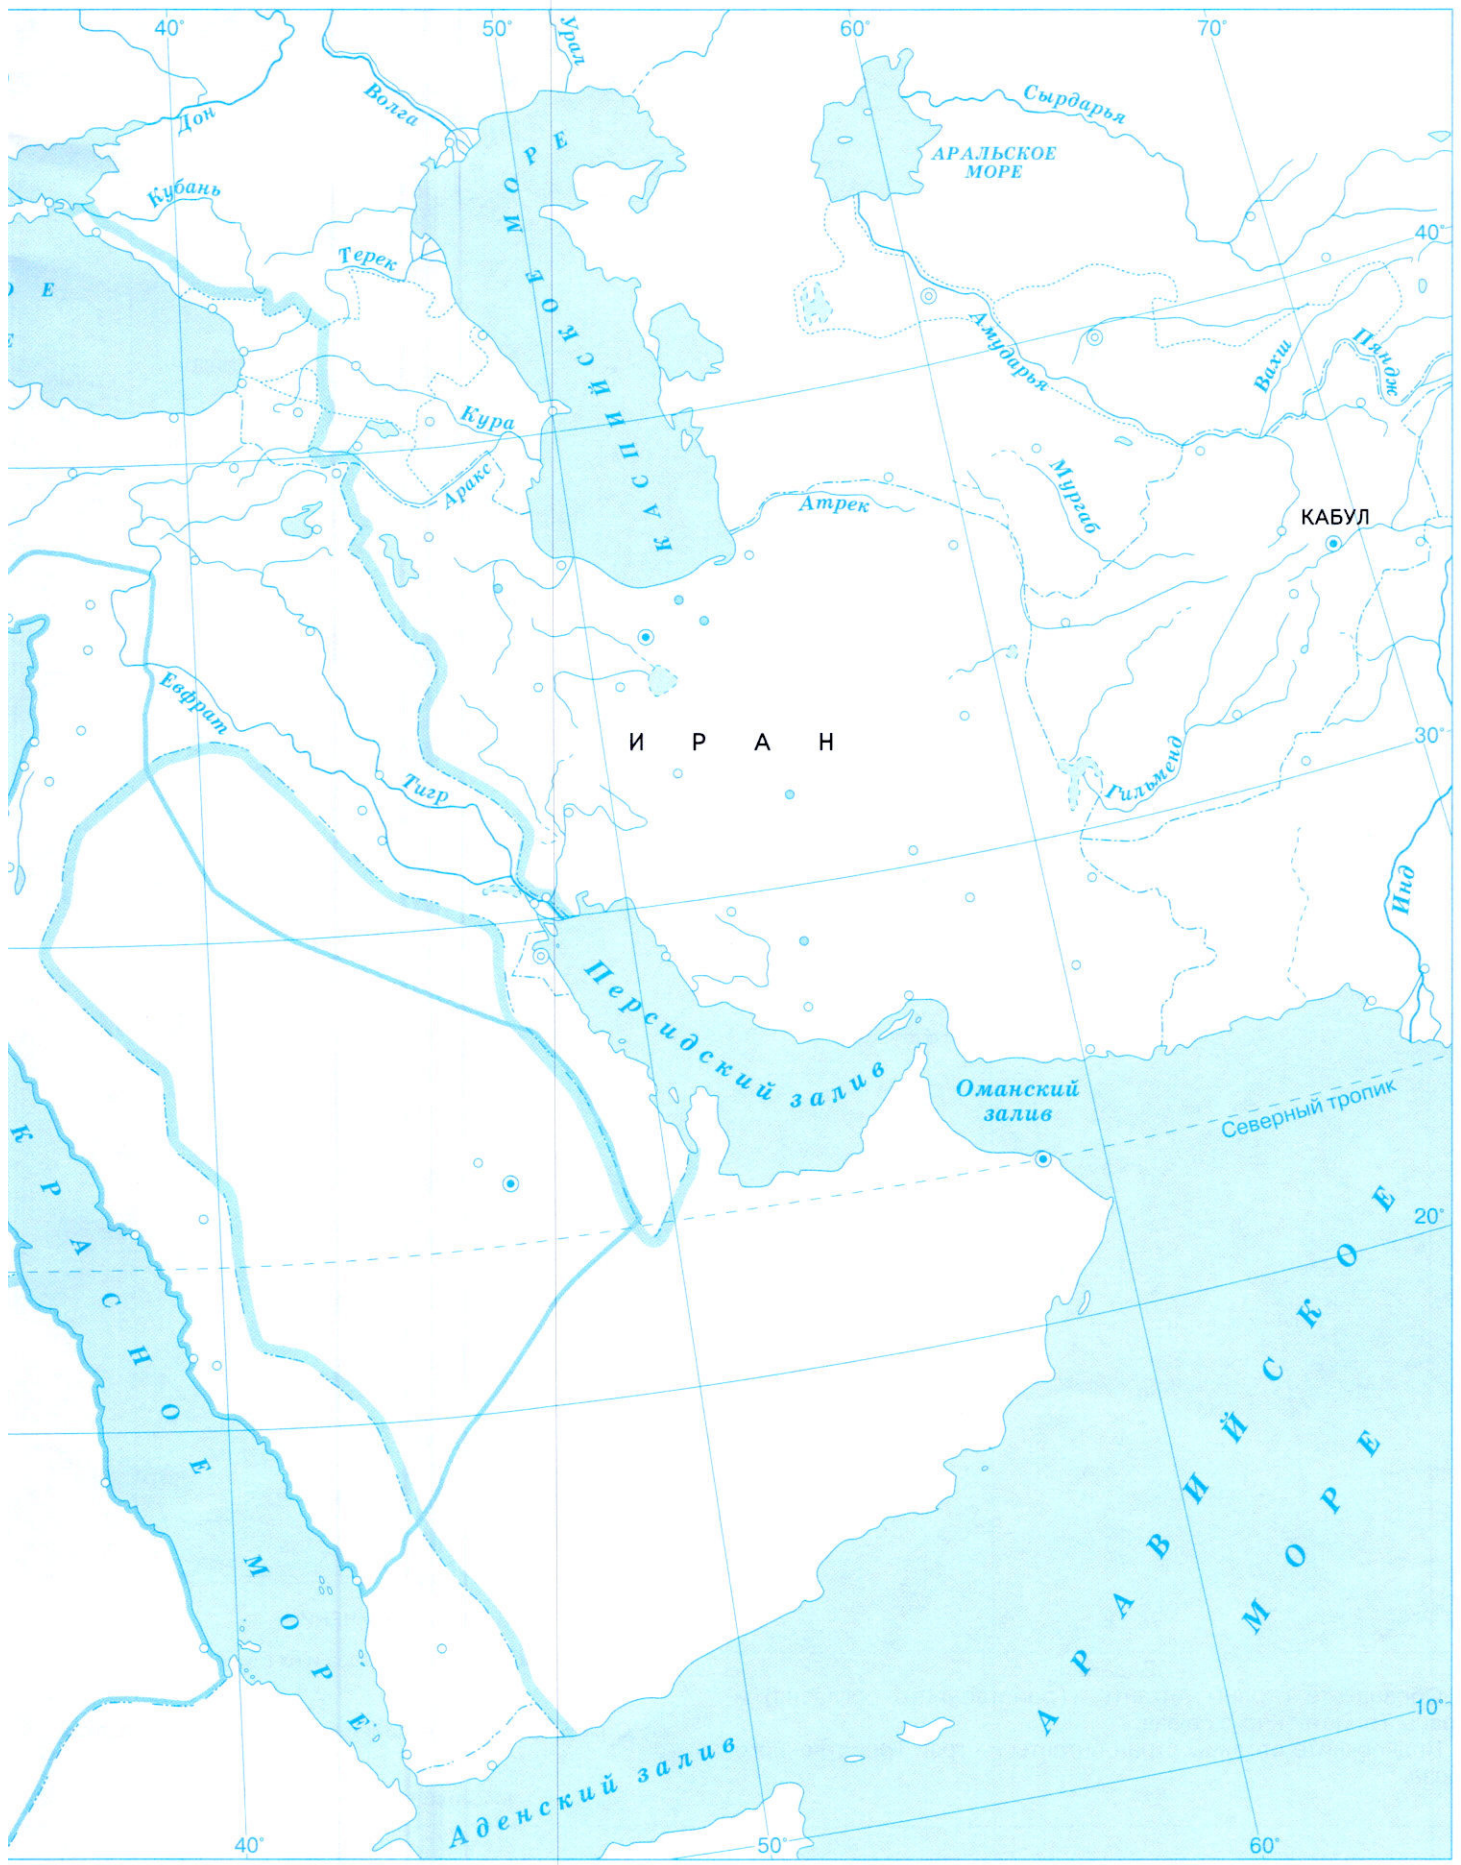 40°
50°
60°
70°
Урал
Волга
Дон
Сырдарья
АРАЛЬСКОЕ
МОРЕ
Кубань
Терек
КАСПИЙСКОЕ МОРЕ
40°
О Е
Е
Амударья
Вахш
Пяндж
Кура
Аракс
Атрек
Мургаб
КАБУЛ
Евфрат
Тигр
ИРАН
30°
Гильменд
Инд
Персидский залив
Оманский
залив
Северный тропик
КРАСНОЕ МОРЕ
20°
АРАВИЙСКОЕ
МОРЕ
10°
Аденский залив
40°
50°
60°